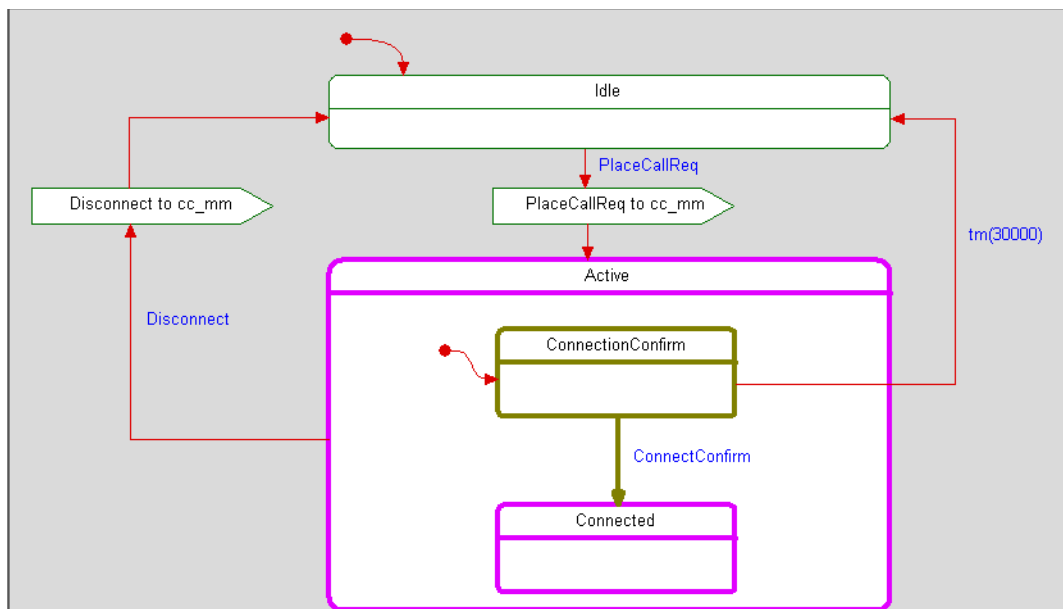 Idle
PlaceCallReq
Disconnect to cc_mm
PlaceCallReq to cc_mm
tm(30000)
Active
Disconnect
ConnectionConfirm
ConnectConfirm
Connected